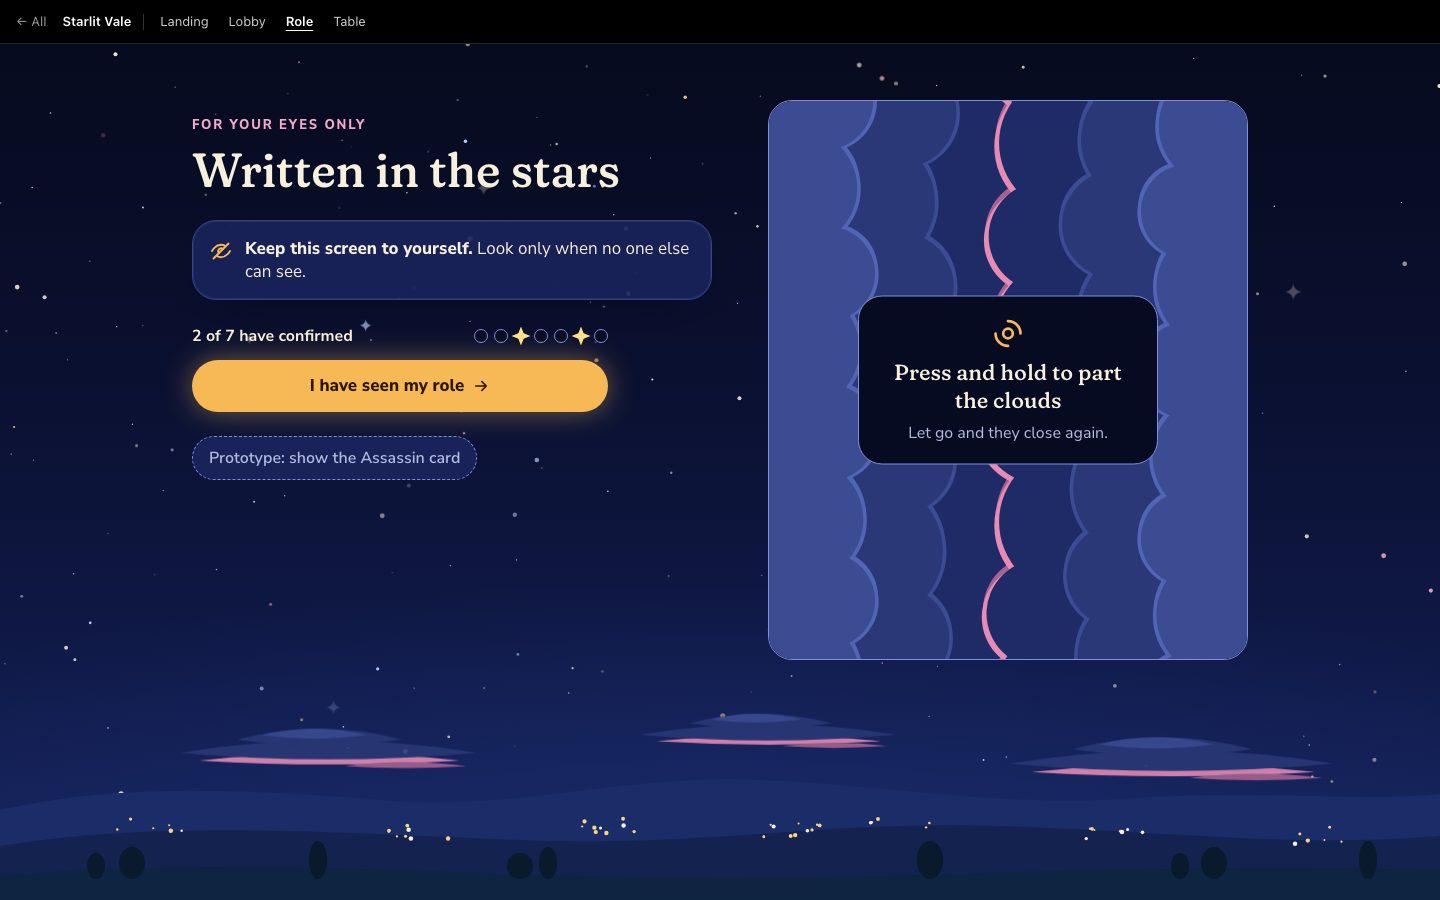 ← All Starlit Vale Landing Lobby Role Table
FOR YOUR EYES ONLY
Written in the stars
Keep this screen to yourself. Look only when no one else
can see.
2 of 7 have confirmed
I have seen my role →
Prototype: show the Assassin card
Press and hold to part
the clouds
Let go and they close again.